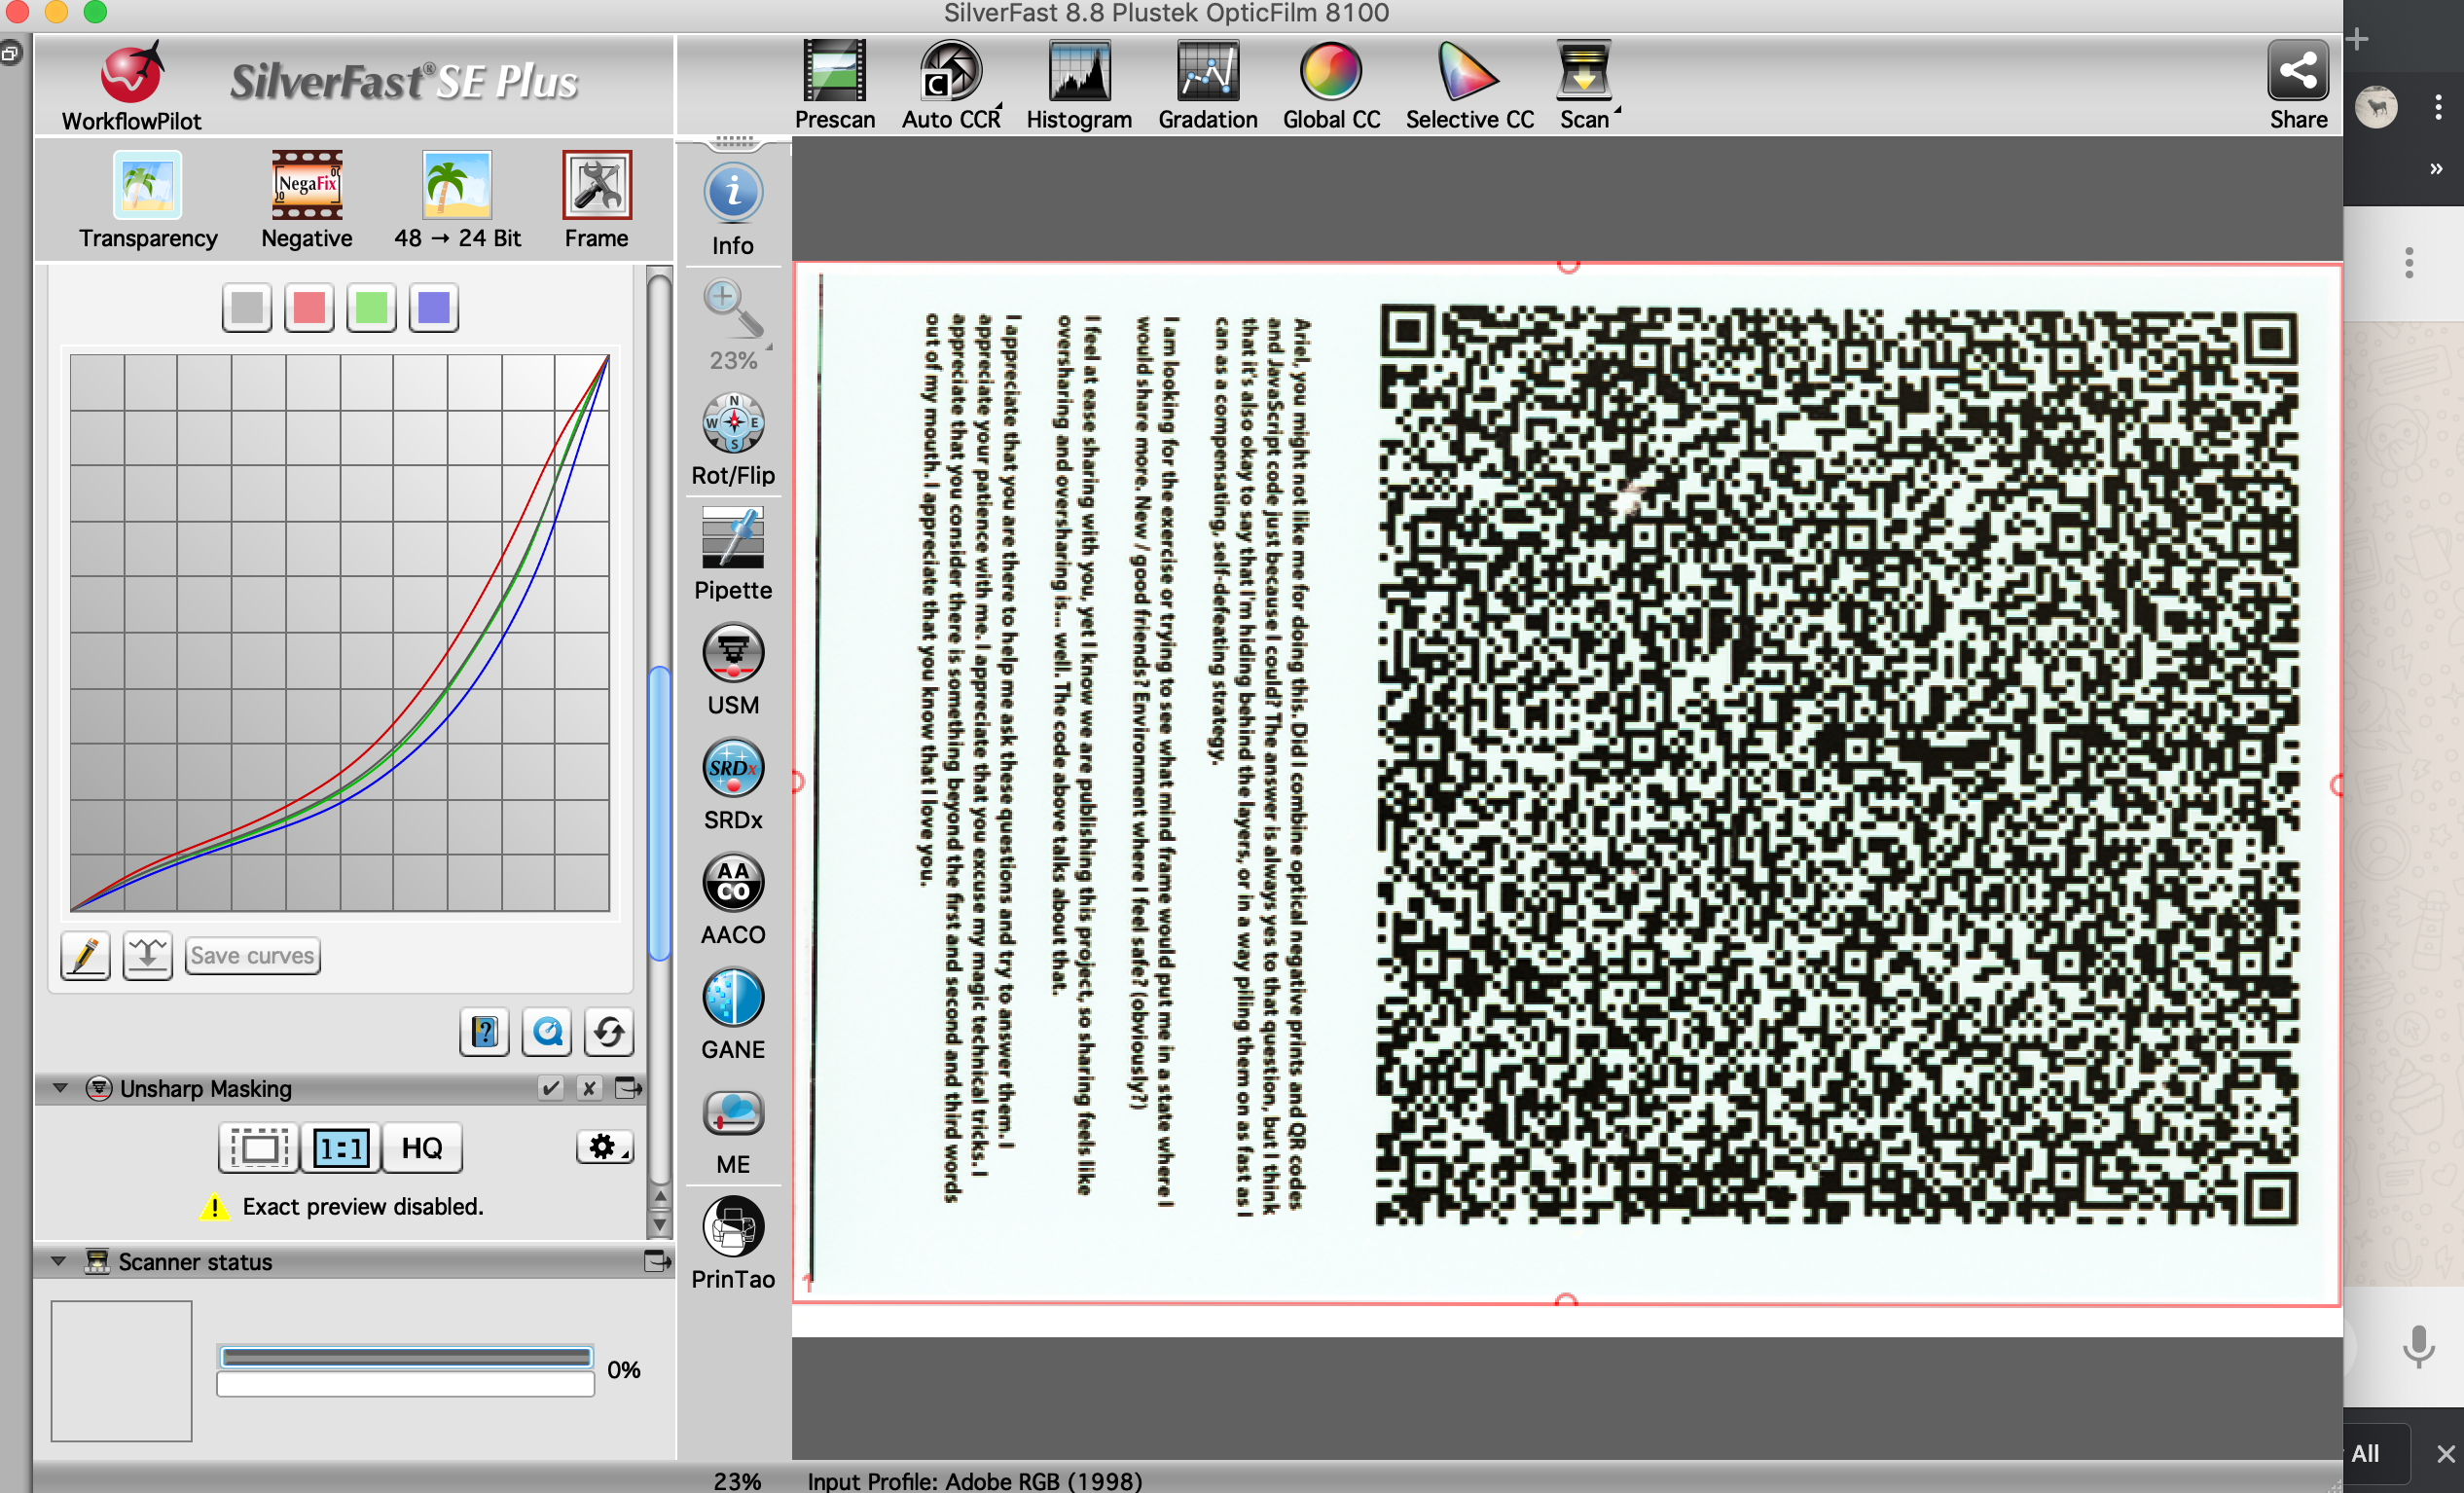 SilverFast 8.8 Plustek OpticFilm 8100
WorkflowPilot
SilverFast® SE Plus
Prescan
Auto CCR
Histogram
Gradation
Global CC
Selective CC
Scan
Share
Transparency
NegaFix
Negative
48 → 24 Bit
Frame
Save curves
Unsharp Masking
1:1
HQ
Exact preview disabled.
Scanner status
0%
Info
23%
N
W E
S
Rot/Flip
Pipette
USM
SRDx
SRDx
AA
CO
AACO
GANE
ME
PrinTao
Ariel, you might not like me for doing this. Did I combine optical negative prints and QR codes
and JavaScript code just because I could? The answer is always yes to that question, but I think
that it's also okay to say that I'm hiding behind the layers, or in a way piling them on as fast as I
can as a compensating, self-defeating strategy.
I am looking for the exercise or trying to see what mind frame would put me in a state where I
would share more. New / good friends? Environment where I feel safe? (obviously?)
I feel at ease sharing with you, yet I know we are publishing this project, so sharing feels like
oversharing and oversharing is... well. The code above talks about that.
I appreciate that you are there to help me ask these questions and try to answer them. I
appreciate your patience with me. I appreciate that you excuse my magic technical tricks. I
appreciate that you consider there is something beyond the first and second and third words
out of my mouth. I appreciate that you know that I love you.
1
23%
Input Profile: Adobe RGB (1998)
All